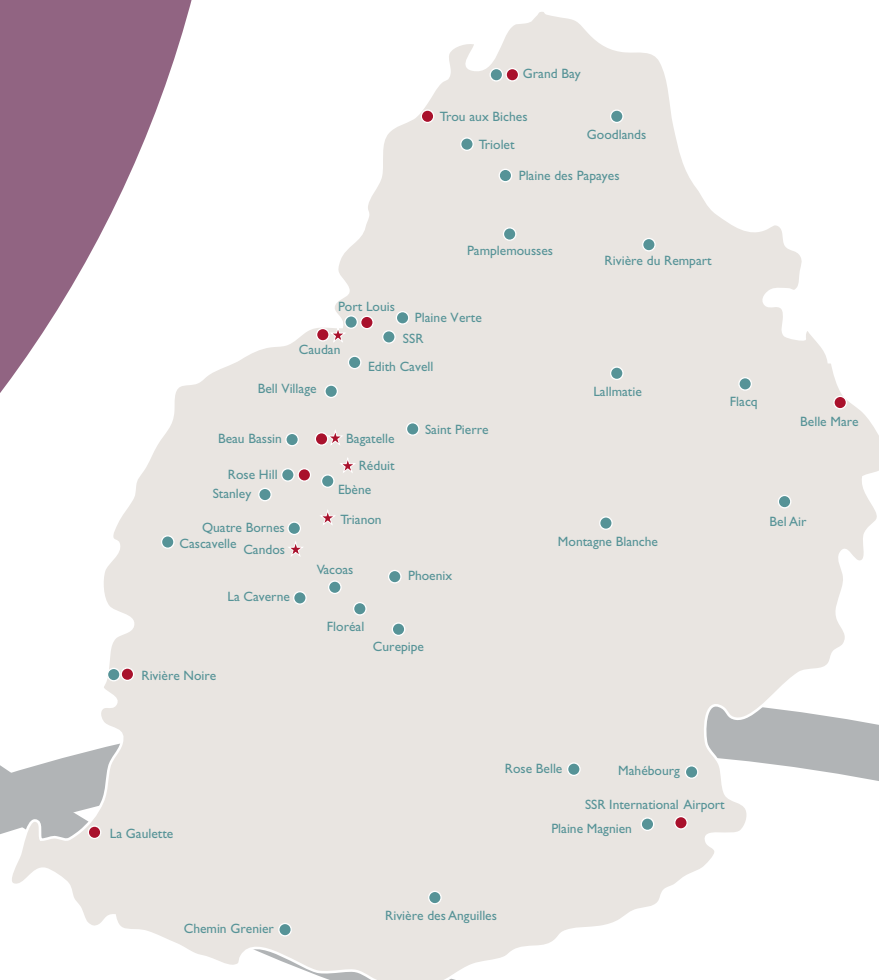 Grand Bay
Trou aux Biches
Goodlands
Triolet
Plaine des Papayes
Pamplemousses
Rivière du Rempart
Port Louis
Plaine Verte
SSR
Caudan
Edith Cavell
Bell Village
Lallmatie
Flacq
Belle Mare
Saint Pierre
Beau Bassin
Bagatelle
Réduit
Rose Hill
Ebène
Stanley
Trianon
Bel Air
Quatre Bornes
Montagne Blanche
Cascavelle
Candos
Vacoas
Phoenix
La Caverne
Floréal
Curepipe
Rivière Noire
Rose Belle
Mahébourg
SSR International Airport
Plaine Magnien
La Gaulette
Rivière des Anguilles
Chemin Grenier